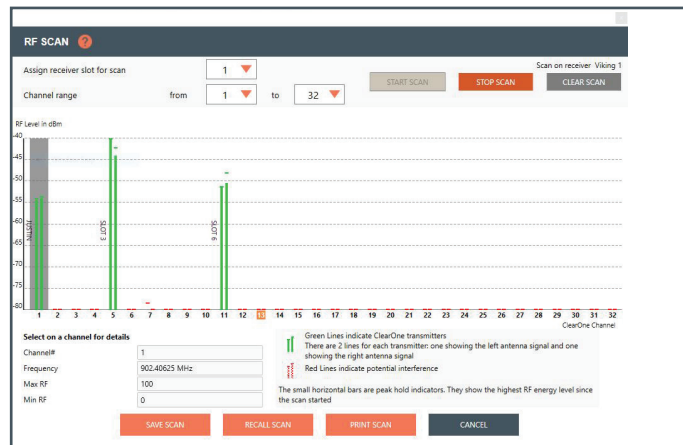 RF SCAN ?
Scan on receiver Viking 1
Assign receiver slot for scan 1
START SCAN STOP SCAN CLEAR SCAN
Channel range from 1 to 32
RF Level in dBm
-40
-45
-50
-55
-60
-65
-70
-75
-80
JUSTIN
SLOT 3
SLOT 6
1 2 3 4 5 6 7 8 9 10 11 12 13 14 15 16 17 18 19 20 21 22 23 24 25 26 27 28 29 30 31 32
ClearOne Channel
Select on a channel for details
Channel# 1
Frequency 902.40625 MHz
Max RF 100
Min RF 0
Green Lines indicate ClearOne transmitters
There are 2 lines for each transmitter: one showing the left antenna signal and one
showing the right antenna signal
Red Lines indicate potential interference
The small horizontal bars are peak hold indicators. They show the highest RF energy level since
the scan started
SAVE SCAN RECALL SCAN PRINT SCAN CANCEL